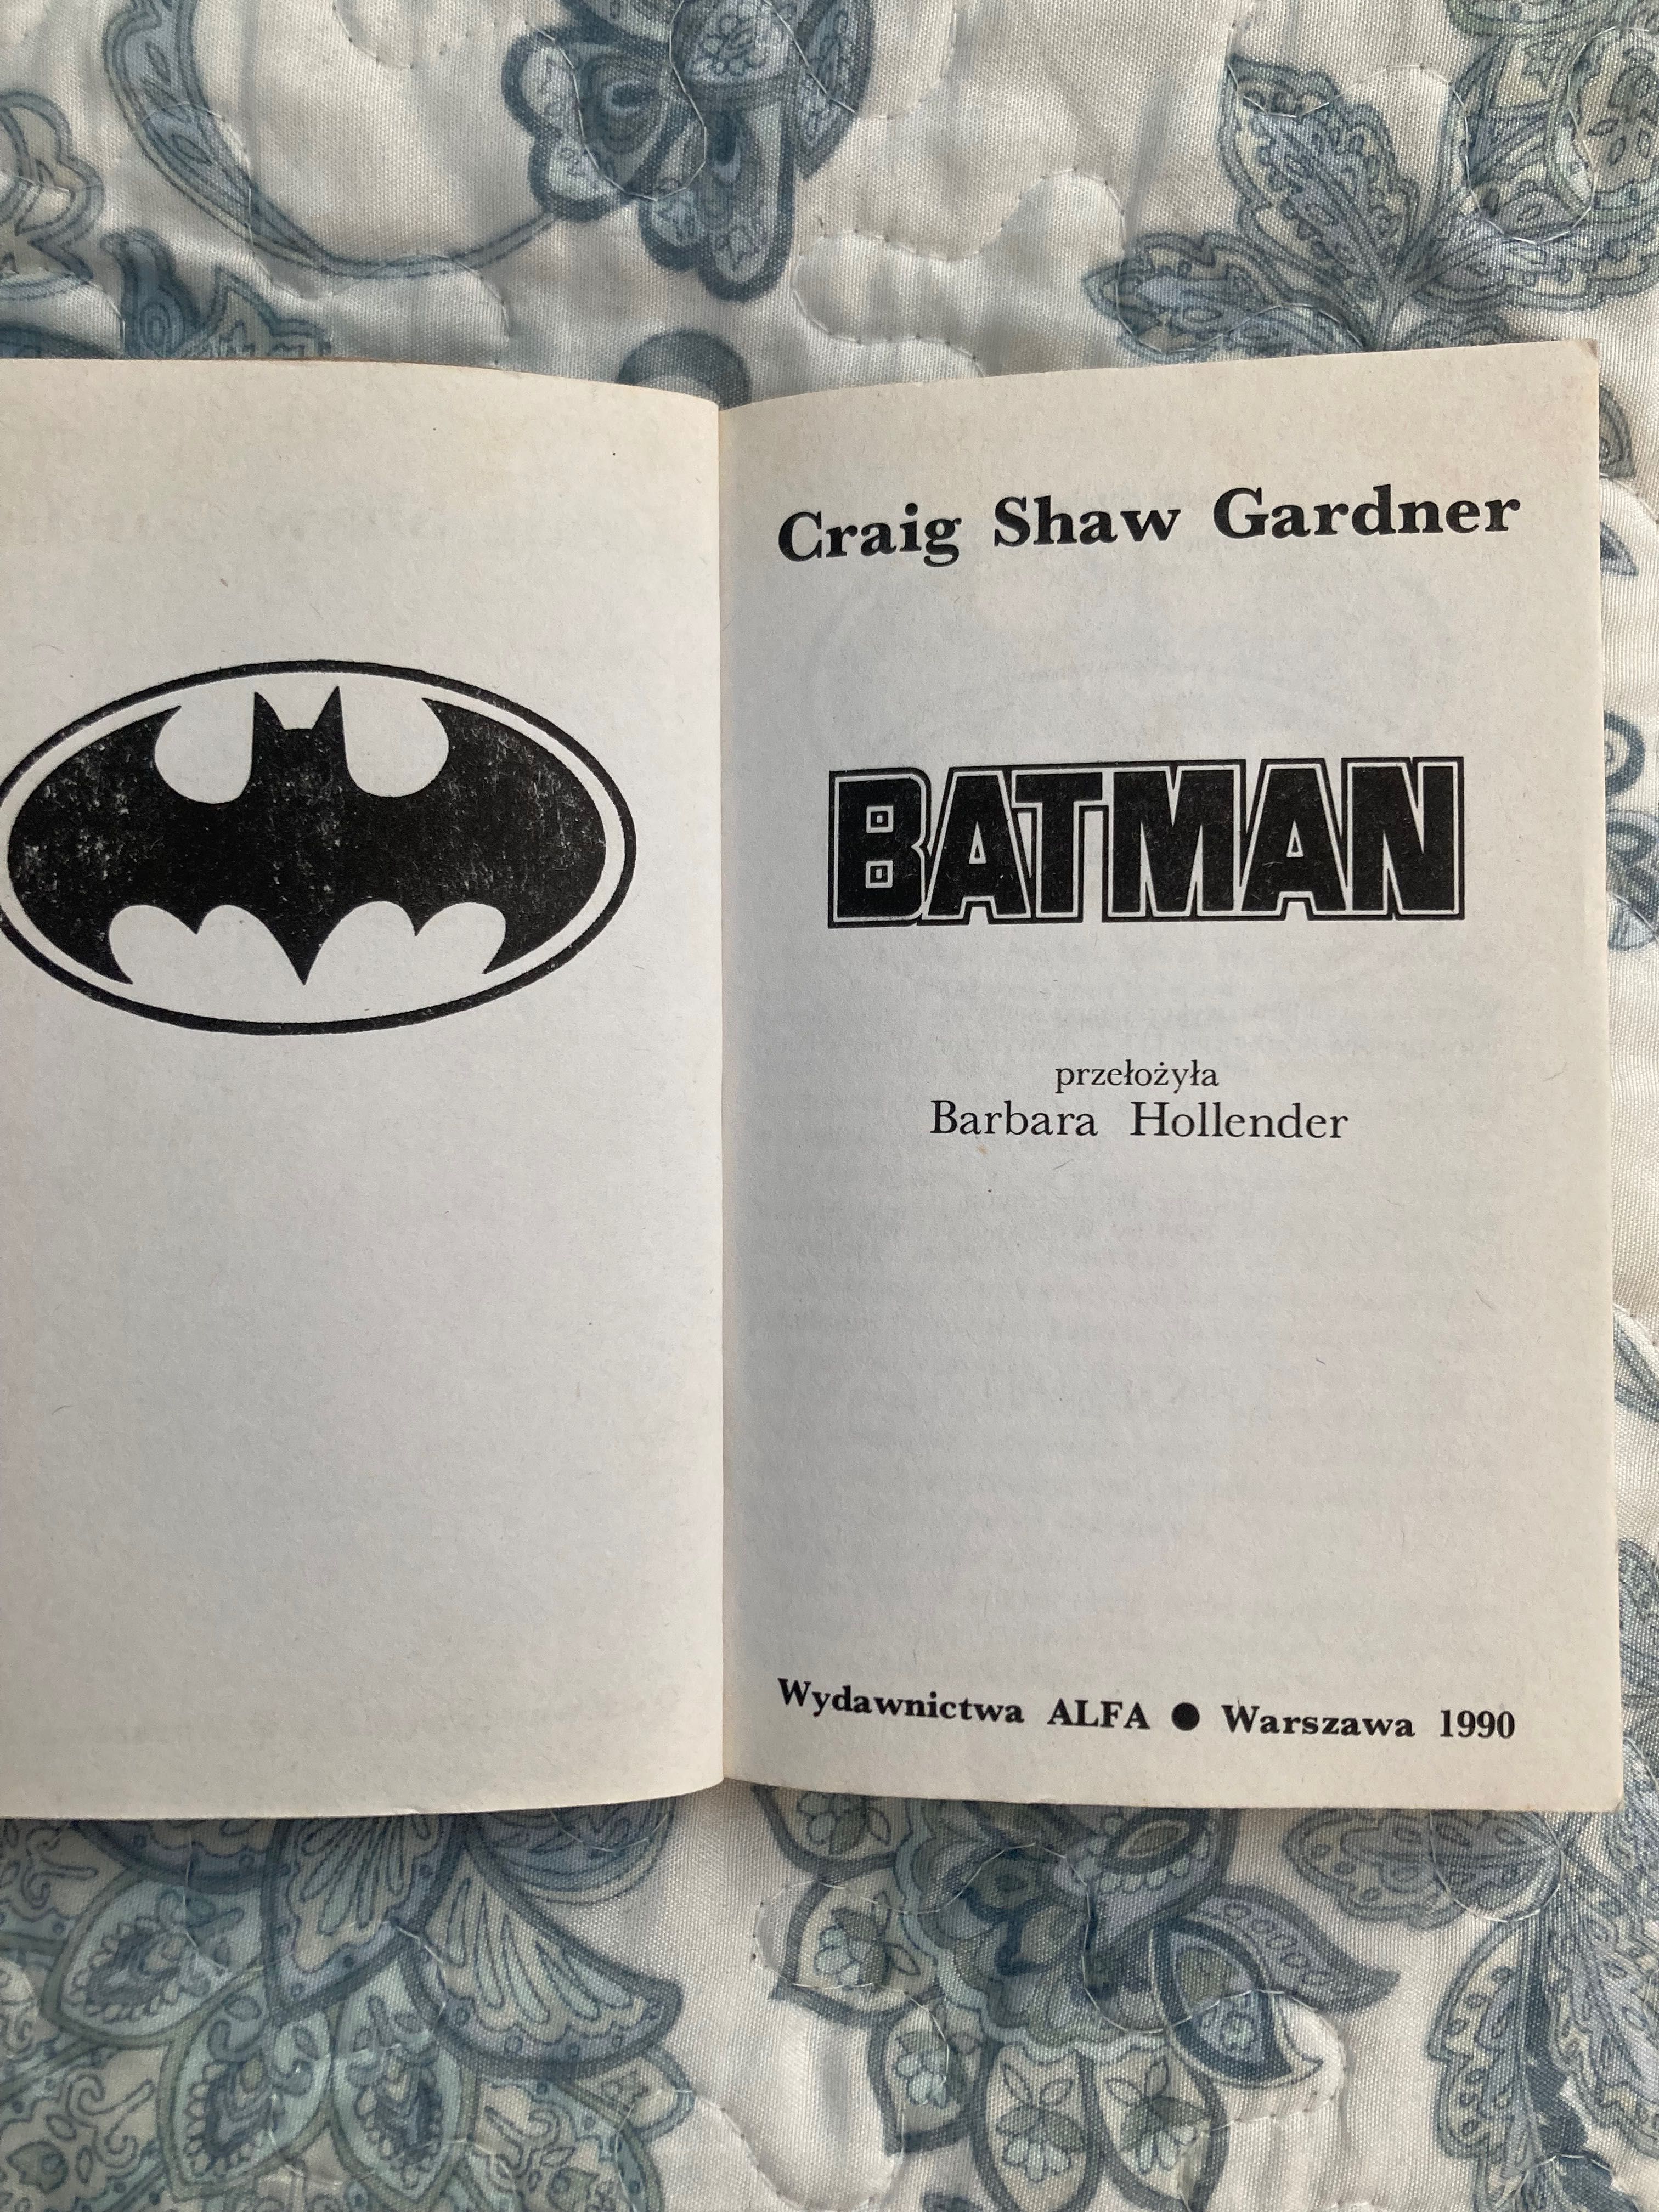 Craig Shaw Gardner
BATMAN
przełożyła
Barbara Hollender
Wydawnictwa ALFA ● Warszawa 1990